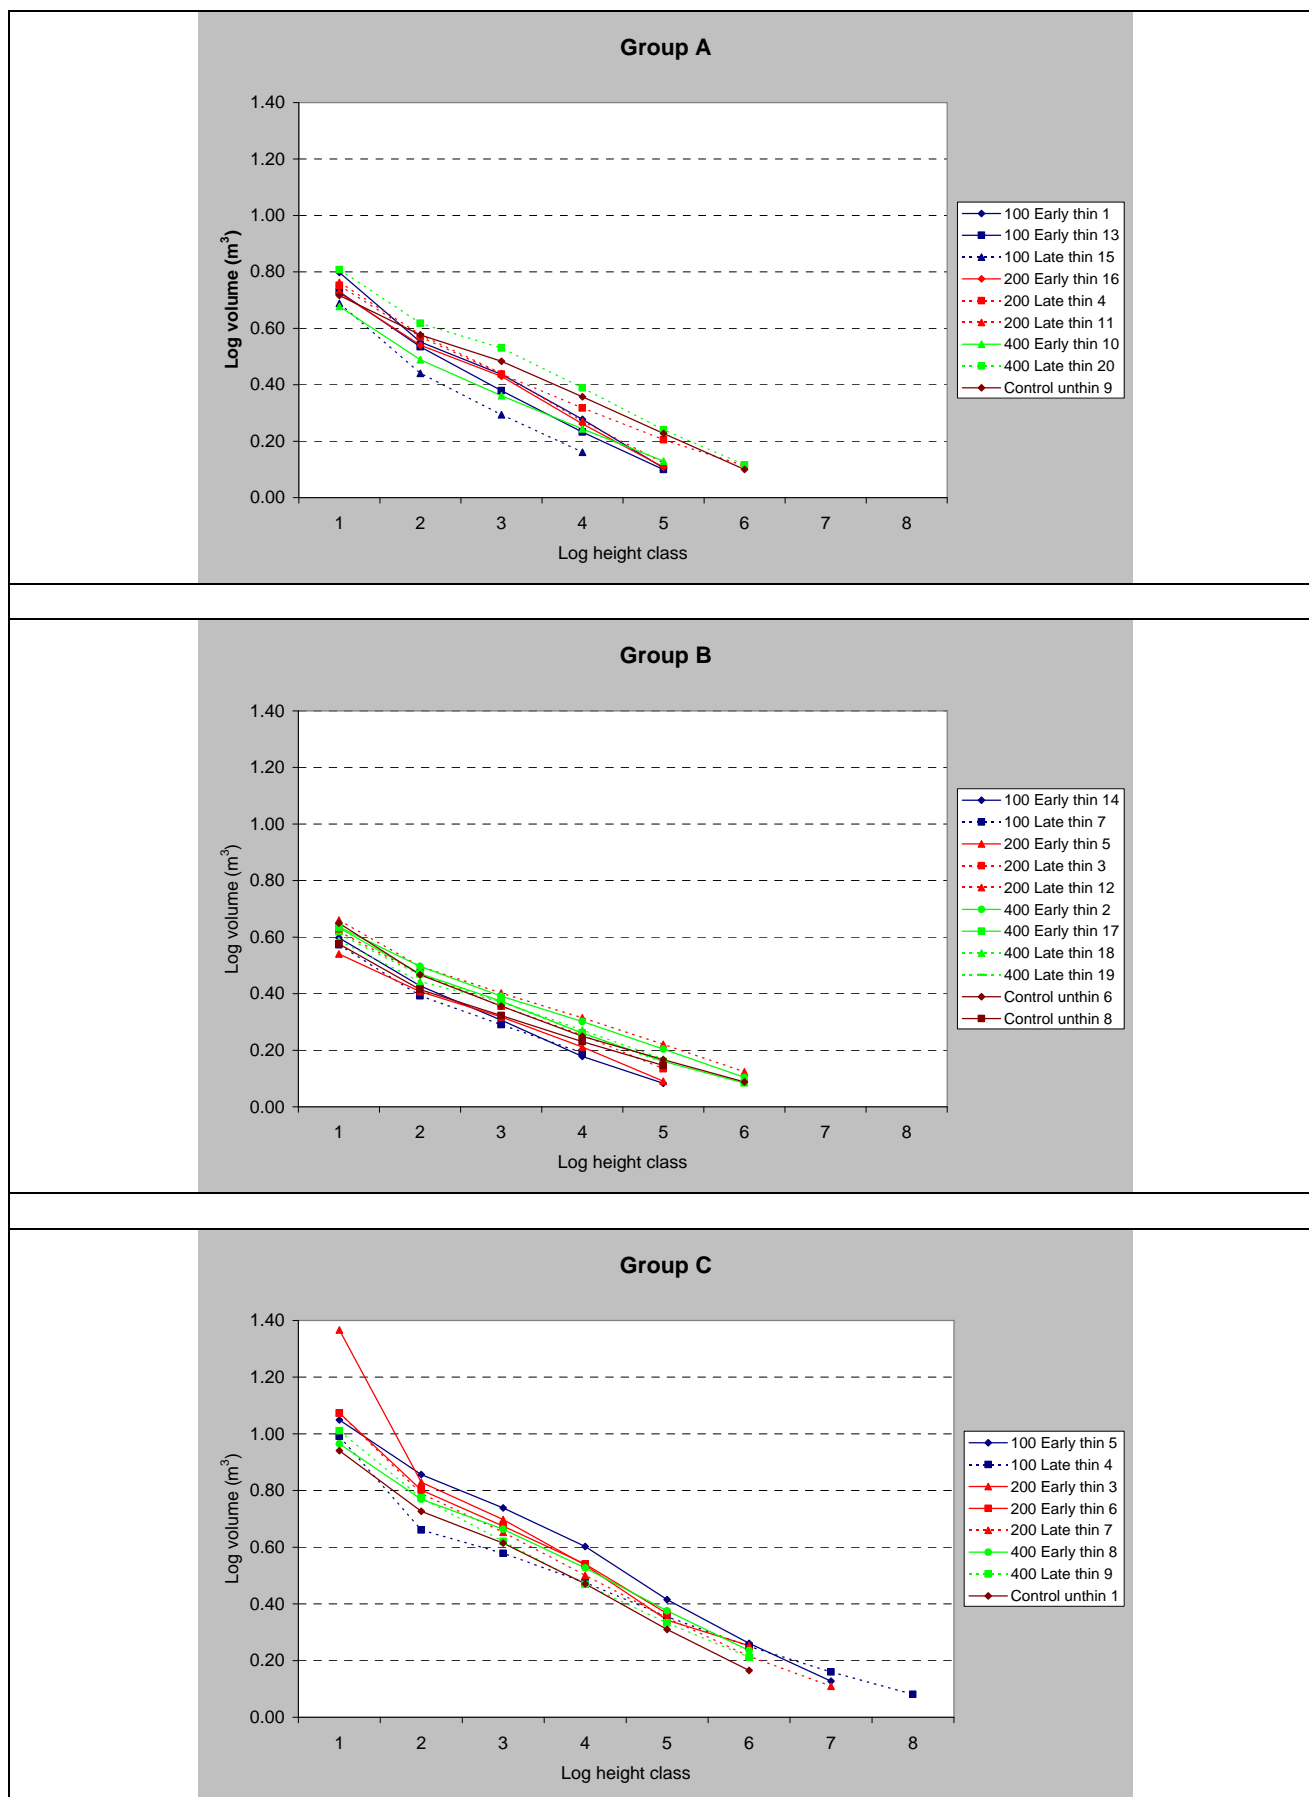 Group A
1.40
1.20
1.00
0.80
0.60
0.40
0.20
0.00
Log volume (m³)
1 2 3 4 5 6 7 8
Log height class
100 Early thin 1
100 Early thin 13
100 Late thin 15
200 Early thin 16
200 Late thin 4
200 Late thin 11
400 Early thin 10
400 Late thin 20
Control unthin 9
Group B
1.40
1.20
1.00
0.80
0.60
0.40
0.20
0.00
Log volume (m³)
1 2 3 4 5 6 7 8
Log height class
100 Early thin 14
100 Late thin 7
200 Early thin 5
200 Late thin 3
200 Late thin 12
400 Early thin 2
400 Early thin 17
400 Late thin 18
400 Late thin 19
Control unthin 6
Control unthin 8
Group C
1.40
1.20
1.00
0.80
0.60
0.40
0.20
0.00
Log volume (m³)
1 2 3 4 5 6 7 8
Log height class
100 Early thin 5
100 Late thin 4
200 Early thin 3
200 Early thin 6
200 Late thin 7
400 Early thin 8
400 Late thin 9
Control unthin 1